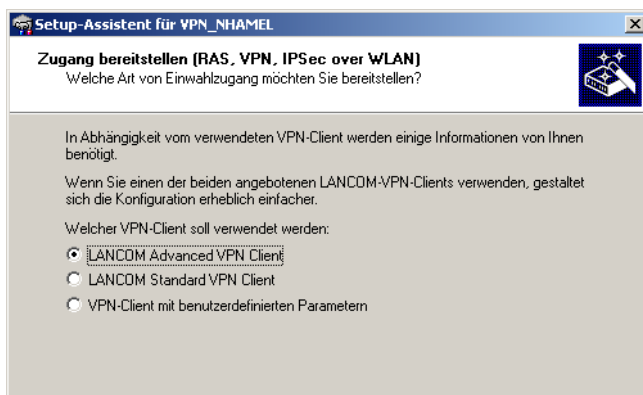 Setup-Assistent für VPN_NHAMEL
Zugang bereitstellen (RAS, VPN, IPSec over WLAN)
Welche Art von Einwahlzugang möchten Sie bereitstellen?
In Abhängigkeit vom verwendeten VPN-Client werden einige Informationen von Ihnen
benötigt.
Wenn Sie einen der beiden angebotenen LANCOM-VPN-Clients verwenden, gestaltet
sich die Konfiguration erheblich einfacher.
Welcher VPN-Client soll verwendet werden:
LANCOM Advanced VPN Client
LANCOM Standard VPN Client
VPN-Client mit benutzerdefinierten Parametern